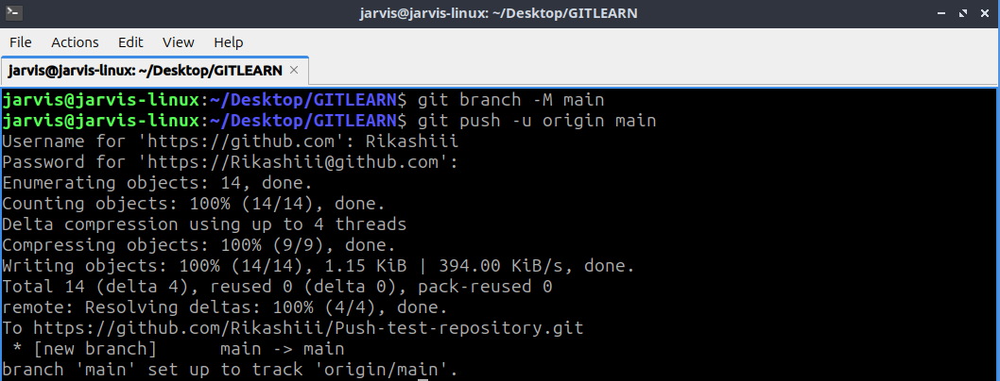 jarvis@jarvis-linux: ~/Desktop/GITLEARN
File Actions Edit View Help
jarvis@jarvis-linux: ~/Desktop/GITLEARN ×
jarvis@jarvis-linux:~/Desktop/GITLEARN$ git branch -M main
jarvis@jarvis-linux:~/Desktop/GITLEARN$ git push -u origin main
Username for 'https://github.com': Rikashiii
Password for 'https://Rikashiii@github.com':
Enumerating objects: 14, done.
Counting objects: 100% (14/14), done.
Delta compression using up to 4 threads
Compressing objects: 100% (9/9), done.
Writing objects: 100% (14/14), 1.15 KiB | 394.00 KiB/s, done.
Total 14 (delta 4), reused 0 (delta 0), pack-reused 0
remote: Resolving deltas: 100% (4/4), done.
To https://github.com/Rikashiii/Push-test-repository.git
 * [new branch]      main -> main
branch 'main' set up to track 'origin/main'.